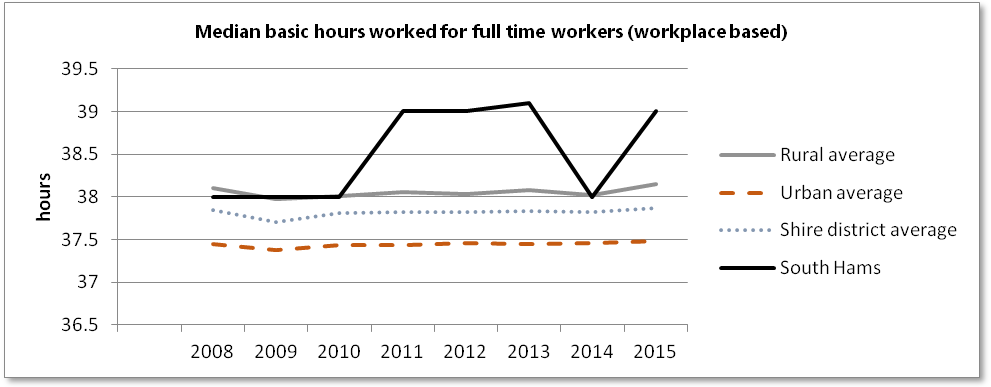 Median basic hours worked for full time workers (workplace based)
39.5
39
38.5
38
37.5
37
36.5
hours
2008 2009 2010 2011 2012 2013 2014 2015
Rural average
Urban average
Shire district average
South Hams